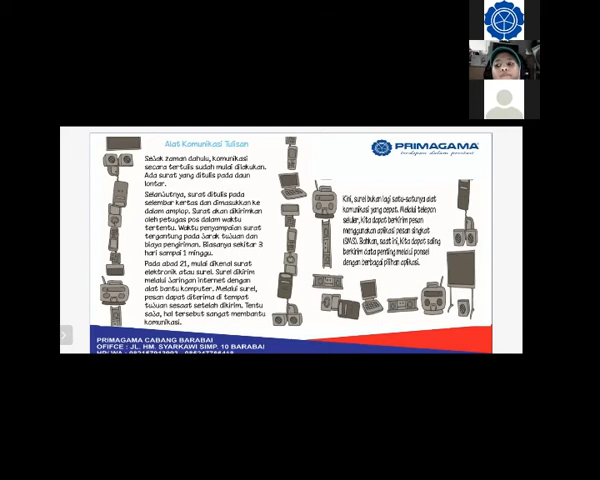 Alat Komunikasi Tulisan
Sejak zaman dahulu, komunikasi
secara tertulis sudah mulai dilakukan.
Ada surat yang ditulis pada daun
lontar.
Selanjutnya, surat ditulis pada
selembar kertas dan dimasukkan ke
dalam amplop. Surat akan dikirimkan
oleh petugas pos dalam waktu
tertentu. Waktu penyampaian surat
tergantung pada jarak tujuan dan
biaya pengiriman. Biasanya sekitar 3
hari sampai 1 minggu.
Pada abad 21, mulai dikenal surat
elektronik atau surel. Surel dikirim
melalui jaringan internet dengan
alat bantu komputer. Melalui surel,
pesan dapat diterima di tempat
tujuan sesaat setelah dikirim. Tentu
saja, hal tersebut sangat membantu
komunikasi.
PRIMAGAMA
terdepan dalam prestasi
Kini, surel bukan lagi satu-satunya alat
komunikasi yang cepat. Melalui telepon
seluler, kita dapat berkirim pesan
menggunakan aplikasi pesan singkat
(SMS). Bahkan, saat ini, kita dapat saling
berkirim data penting melalui ponsel
dengan berbagai pilihan aplikasi.
PRIMAGAMA CABANG BARABAI
OFIFCE : JL. HM. SYARKAWI SIMP. 10 BARABAI